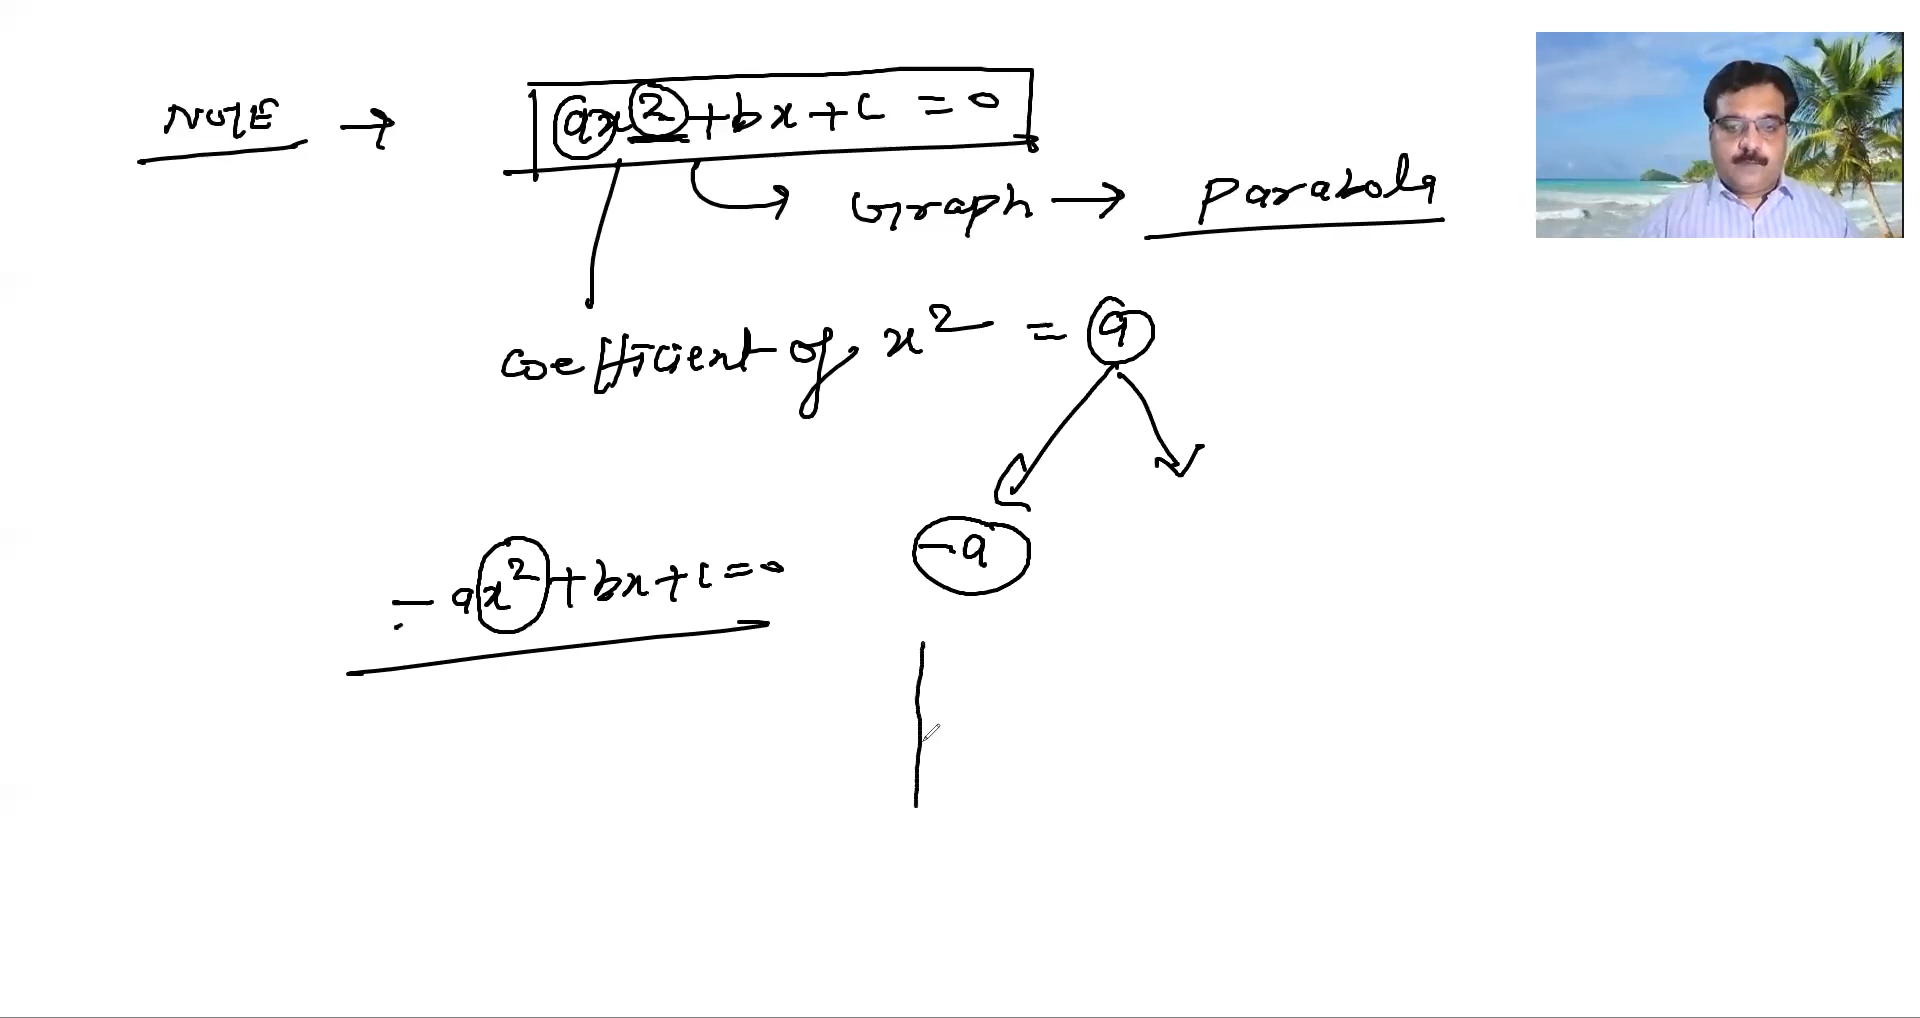 NOTE → ax2 + bx + c = 0
Graph → Parabola
coefficient of x² = a
-a
- ax² + bx + c = 0